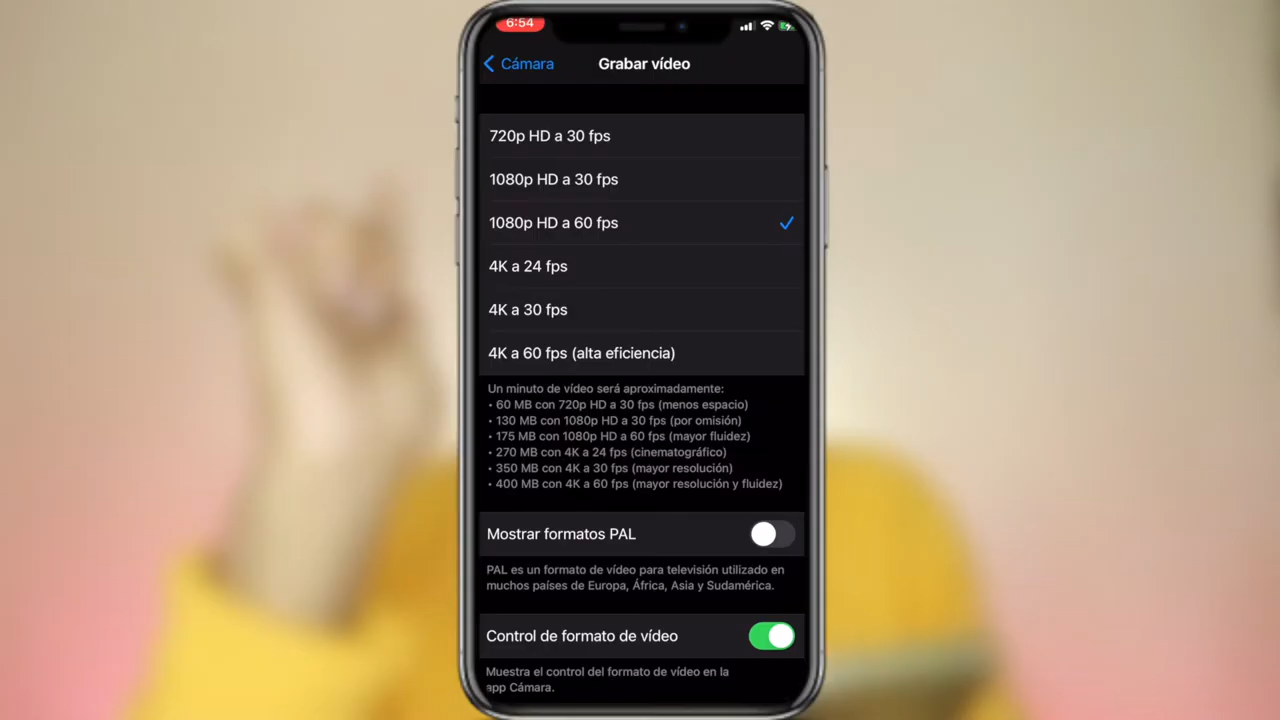 6:54
Cámara
Grabar vídeo
720p HD a 30 fps
1080p HD a 30 fps
1080p HD a 60 fps
4K a 24 fps
4K a 30 fps
4K a 60 fps (alta eficiencia)
Un minuto de vídeo será aproximadamente:
• 60 MB con 720p HD a 30 fps (menos espacio)
• 130 MB con 1080p HD a 30 fps (por omisión)
• 175 MB con 1080p HD a 60 fps (mayor fluidez)
• 270 MB con 4K a 24 fps (cinematográfico)
• 350 MB con 4K a 30 fps (mayor resolución)
• 400 MB con 4K a 60 fps (mayor resolución y fluidez)
Mostrar formatos PAL
PAL es un formato de vídeo para televisión utilizado en
muchos países de Europa, África, Asia y Sudamérica.
Control de formato de vídeo
Muestra el control del formato de vídeo en la
app Cámara.